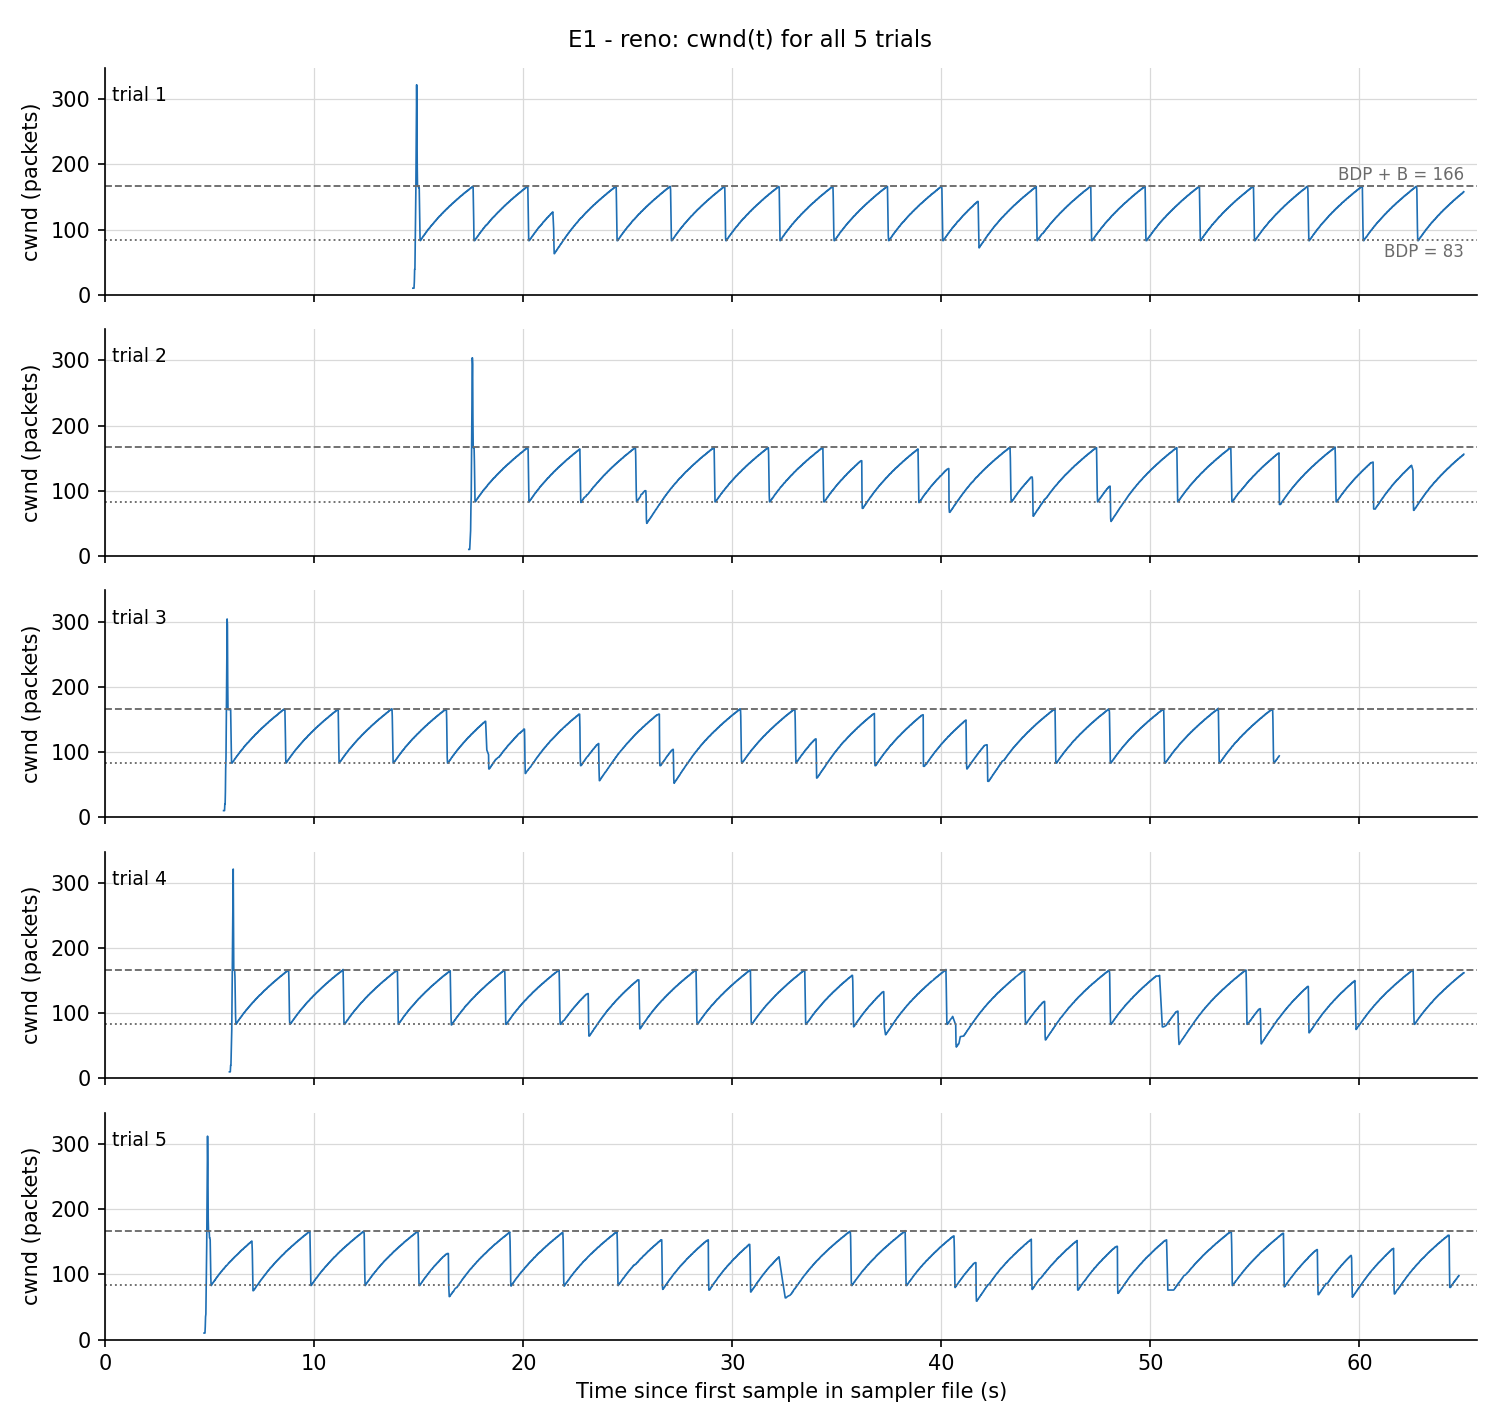 E1 - reno: cwnd(t) for all 5 trials
trial 1
cwnd (packets)
300
200
100
0
BDP + B = 166
BDP = 83
trial 2
cwnd (packets)
300
200
100
0
trial 3
cwnd (packets)
300
200
100
0
trial 4
cwnd (packets)
300
200
100
0
trial 5
cwnd (packets)
300
200
100
0
0 10 20 30 40 50 60
Time since first sample in sampler file (s)